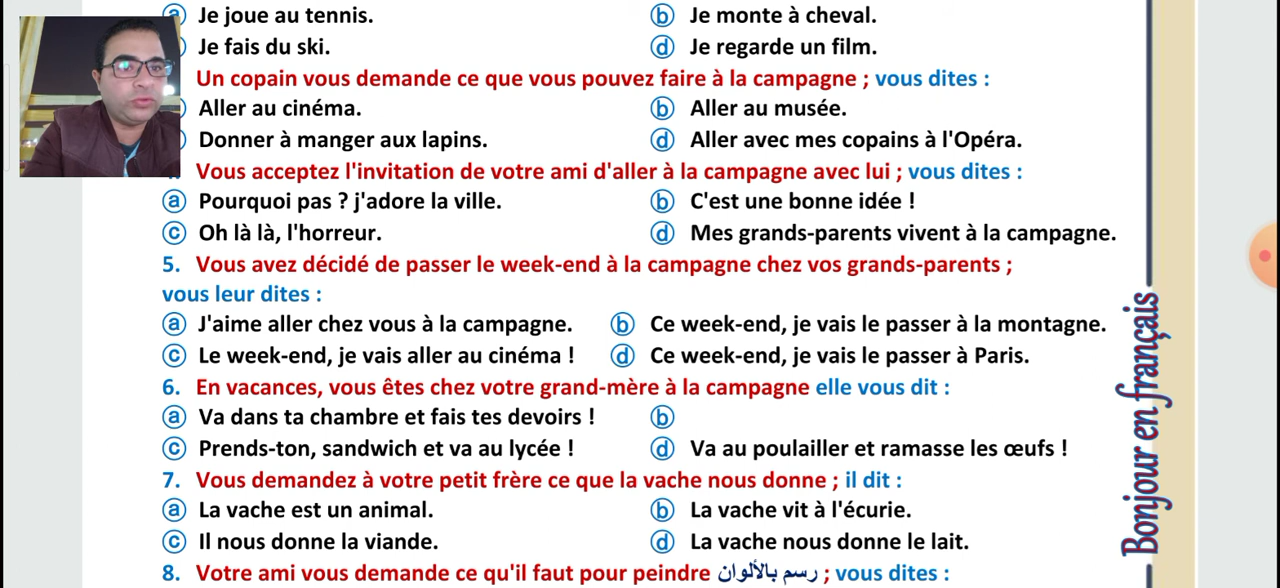 ⓐ Je joue au tennis. ⓑ Je monte à cheval.
Je fais du ski. ⓓ Je regarde un film.
Un copain vous demande ce que vous pouvez faire à la campagne ; vous dites :
Aller au cinéma. ⓑ Aller au musée.
Donner à manger aux lapins. ⓓ Aller avec mes copains à l'Opéra.
Vous acceptez l'invitation de votre ami d'aller à la campagne avec lui ; vous dites :
ⓐ Pourquoi pas ? j'adore la ville. ⓑ C'est une bonne idée !
ⓒ Oh là là, l'horreur. ⓓ Mes grands-parents vivent à la campagne.
5. Vous avez décidé de passer le week-end à la campagne chez vos grands-parents ;
vous leur dites :
ⓐ J'aime aller chez vous à la campagne. ⓑ Ce week-end, je vais le passer à la montagne.
ⓒ Le week-end, je vais aller au cinéma ! ⓓ Ce week-end, je vais le passer à Paris.
6. En vacances, vous êtes chez votre grand-mère à la campagne elle vous dit :
ⓐ Va dans ta chambre et fais tes devoirs ! ⓑ
ⓒ Prends-ton, sandwich et va au lycée ! ⓓ Va au poulailler et ramasse les œufs !
7. Vous demandez à votre petit frère ce que la vache nous donne ; il dit :
ⓐ La vache est un animal. ⓑ La vache vit à l'écurie.
ⓒ Il nous donne la viande. ⓓ La vache nous donne le lait.
8. Votre ami vous demande ce qu'il faut pour peindre رسم بالألوان ; vous dites :
Bonjour en français